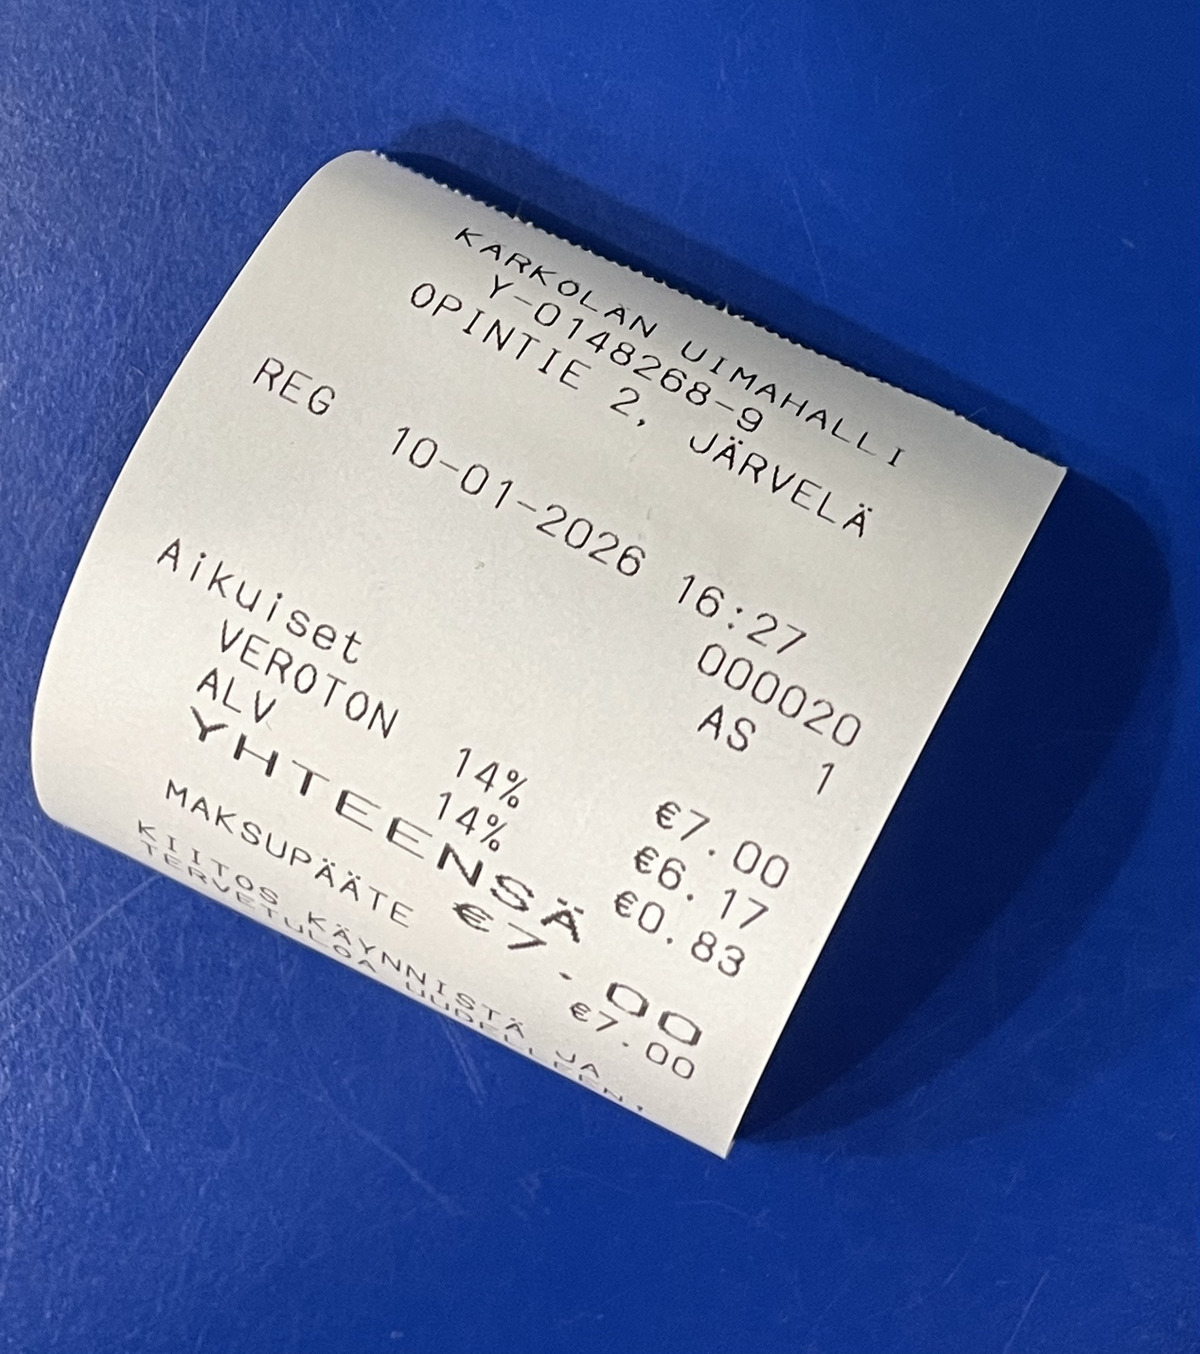 KARKOLAN UIMAHALLI
Y-0148268-9
OPINTIE 2, JÄRVELÄ
REG 10-01-2026 16:27
000020
AS 1
Aikuiset €7.00
VEROTON 14% €6.17
ALV 14% €0.83
YHTEENSÄ
€7.00
MAKSUPÄÄTE €7.00
KIITOS KÄYNNISTÄ JA
TERVETULOA UUDELLEEN!